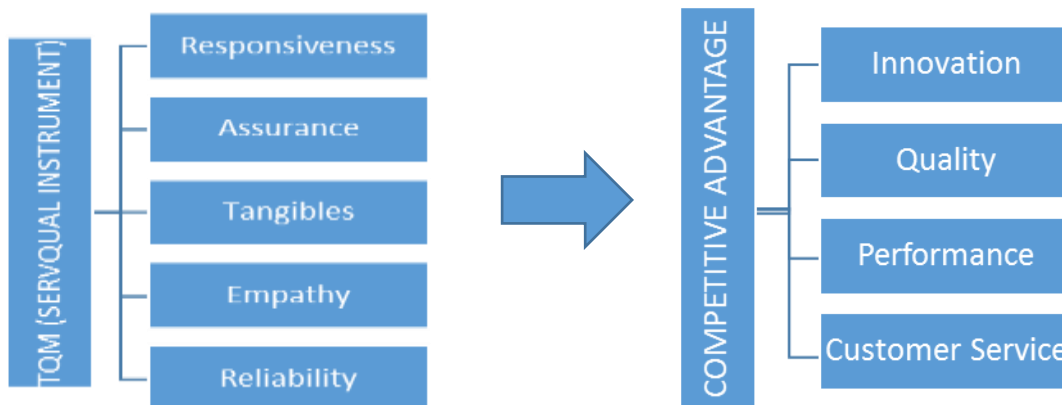 TQM (SERVQUAL INSTRUMENT)
Responsiveness
Assurance
Tangibles
Empathy
Reliability
COMPETITIVE ADVANTAGE
Innovation
Quality
Performance
Customer Service